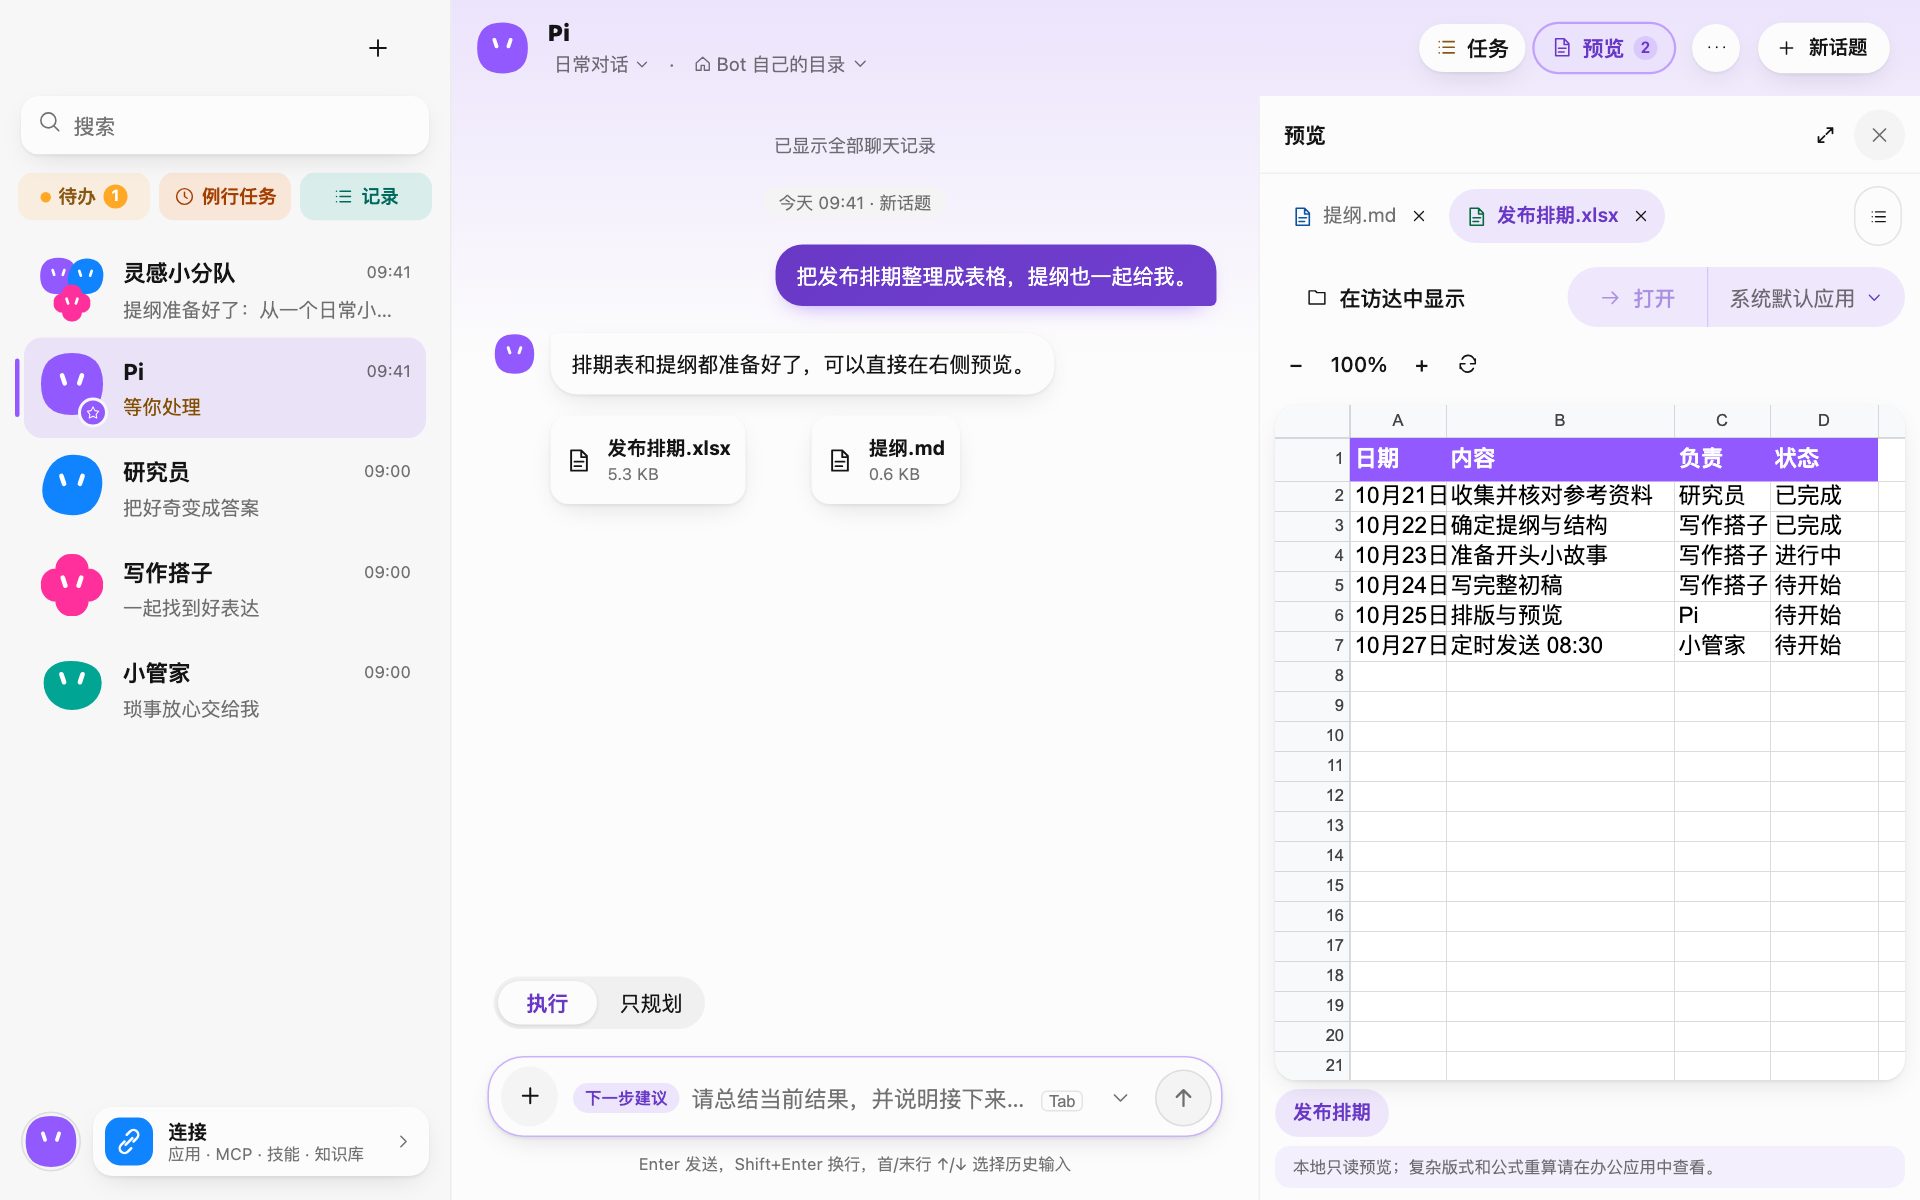 搜索
待办 1
例行任务
记录
灵感小分队 09:41
提纲准备好了：从一个日常小...
Pi 09:41
等你处理
研究员 09:00
把好奇变成答案
写作搭子 09:00
一起找到好表达
小管家 09:00
琐事放心交给我
连接
应用 · MCP · 技能 · 知识库
Pi
日常对话 · Bot 自己的目录
任务
预览 2
新话题
已显示全部聊天记录
今天 09:41 · 新话题
把发布排期整理成表格，提纲也一起给我。
排期表和提纲都准备好了，可以直接在右侧预览。
发布排期.xlsx
5.3 KB
提纲.md
0.6 KB
执行
只规划
下一步建议 请总结当前结果，并说明接下来... Tab
Enter 发送，Shift+Enter 换行，首/末行 ↑/↓ 选择历史输入
预览
提纲.md
发布排期.xlsx
在访达中显示
打开
系统默认应用
− 100% +
A B C D
1 日期 内容 负责 状态
2 10月21日 收集并核对参考资料 研究员 已完成
3 10月22日 确定提纲与结构 写作搭子 已完成
4 10月23日 准备开头小故事 写作搭子 进行中
5 10月24日 写完整初稿 写作搭子 待开始
6 10月25日 排版与预览 Pi 待开始
7 10月27日 定时发送 08:30 小管家 待开始
8
9
10
11
12
13
14
15
16
17
18
19
20
21
发布排期
本地只读预览；复杂版式和公式重算请在办公应用中查看。